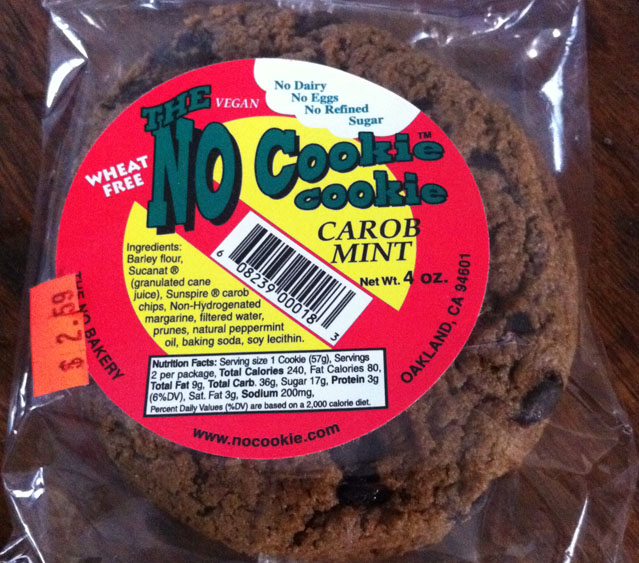 No Dairy
No Eggs
No Refined
Sugar
THE
VEGAN
NO Cookie™
cookie
WHEAT
FREE
CAROB
MINT
Net Wt. 4 oz.
Ingredients:
Barley flour,
Sucanat ®
(granulated cane
juice), Sunspire ® carob
chips, Non-Hydrogenated
margarine, filtered water,
prunes, natural peppermint
oil, baking soda, soy lecithin.
6 08239 00018 3
$ 2.59
THE NO BAKERY
OAKLAND, CA 94601
Nutrition Facts: Serving size 1 Cookie (57g), Servings
2 per package, Total Calories 240, Fat Calories 80,
Total Fat 9g, Total Carb. 36g, Sugar 17g, Protein 3g
(6%DV), Sat. Fat 3g, Sodium 200mg,
Percent Daily Values (%DV) are based on a 2,000 calorie diet.
www.nocookie.com